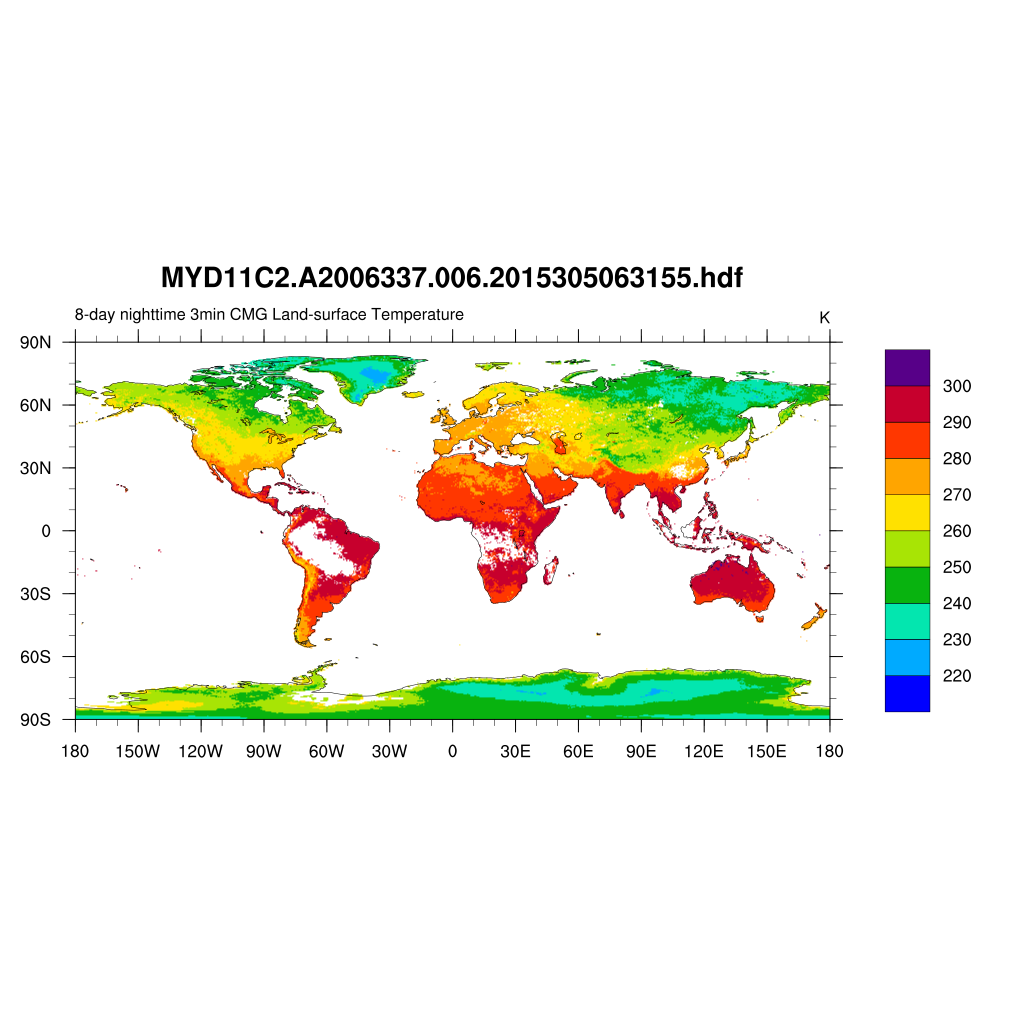 MYD11C2.A2006337.006.2015305063155.hdf
8-day nighttime 3min CMG Land-surface Temperature
K
90N
60N
30N
0
30S
60S
90S
180 150W 120W 90W 60W 30W 0 30E 60E 90E 120E 150E 180
300
290
280
270
260
250
240
230
220